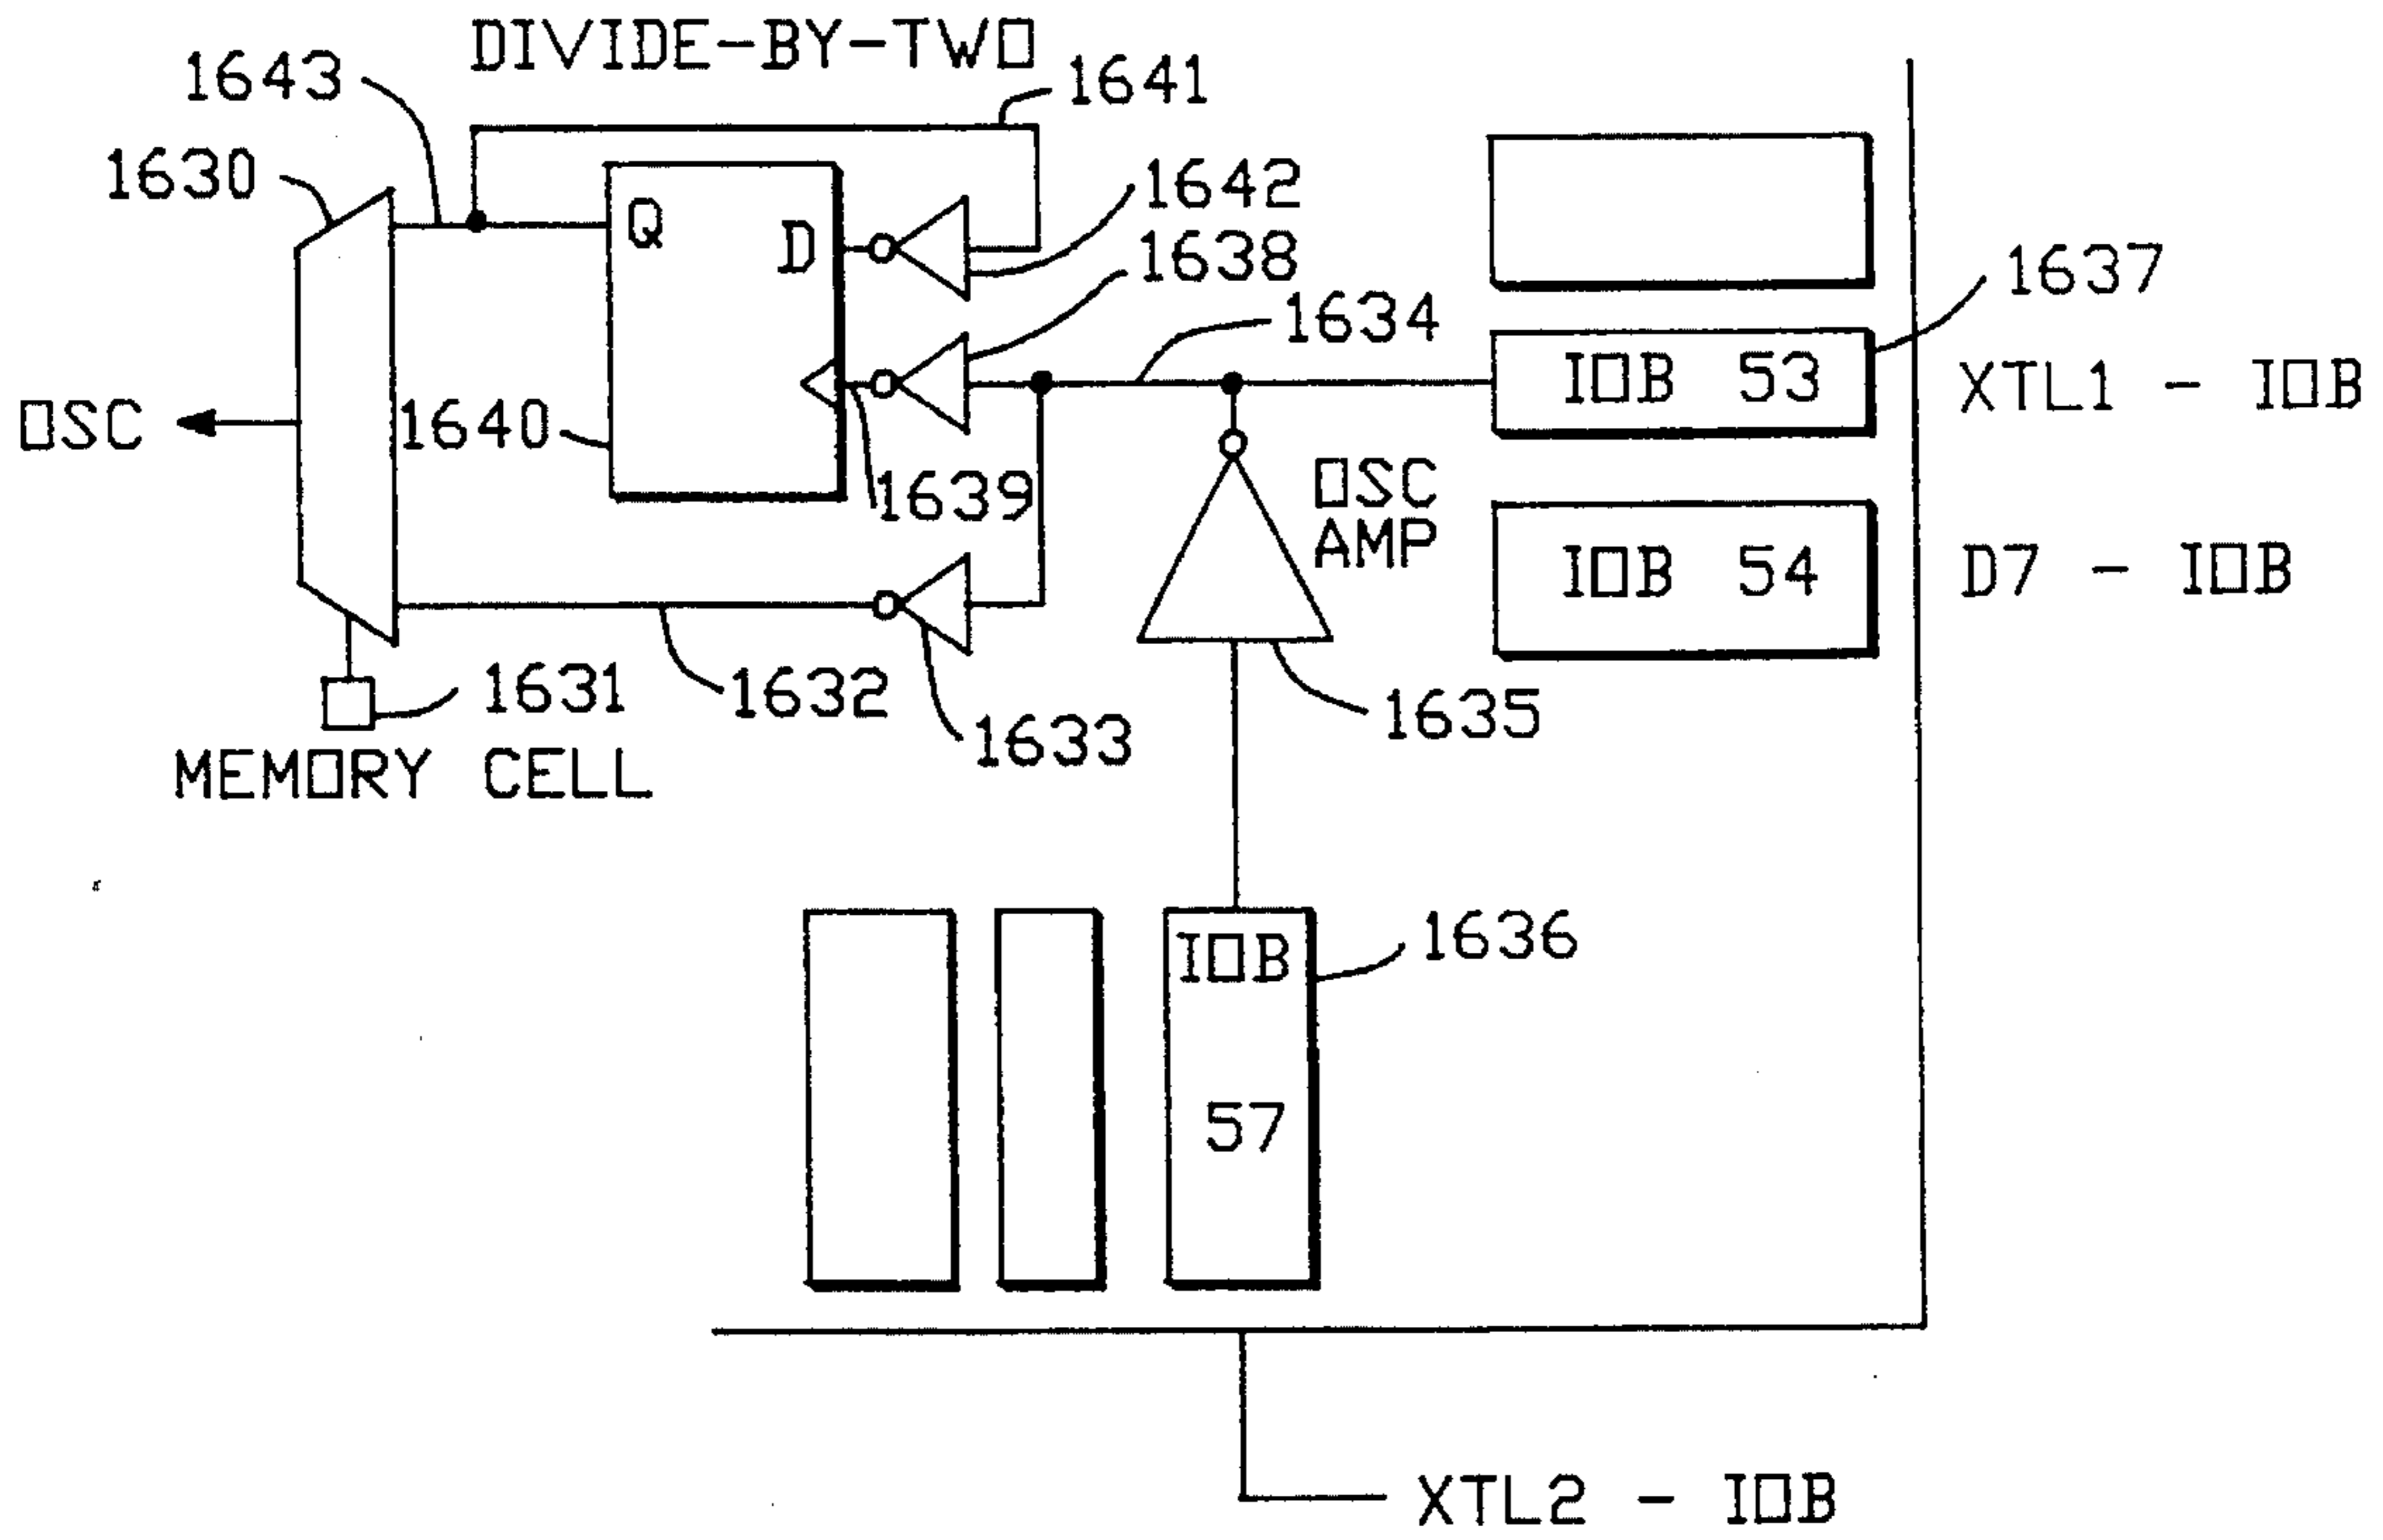 DIVIDE-BY-TWO
1643
1641
1630
1642
1638
Q
D
1637
1634
IOB 53
XTL1 - IOB
OSC
1640
1639
OSC
AMP
IOB 54
D7 - IOB
1631
1632
1633
1635
MEMORY CELL
IOB
57
1636
XTL2 - IOB